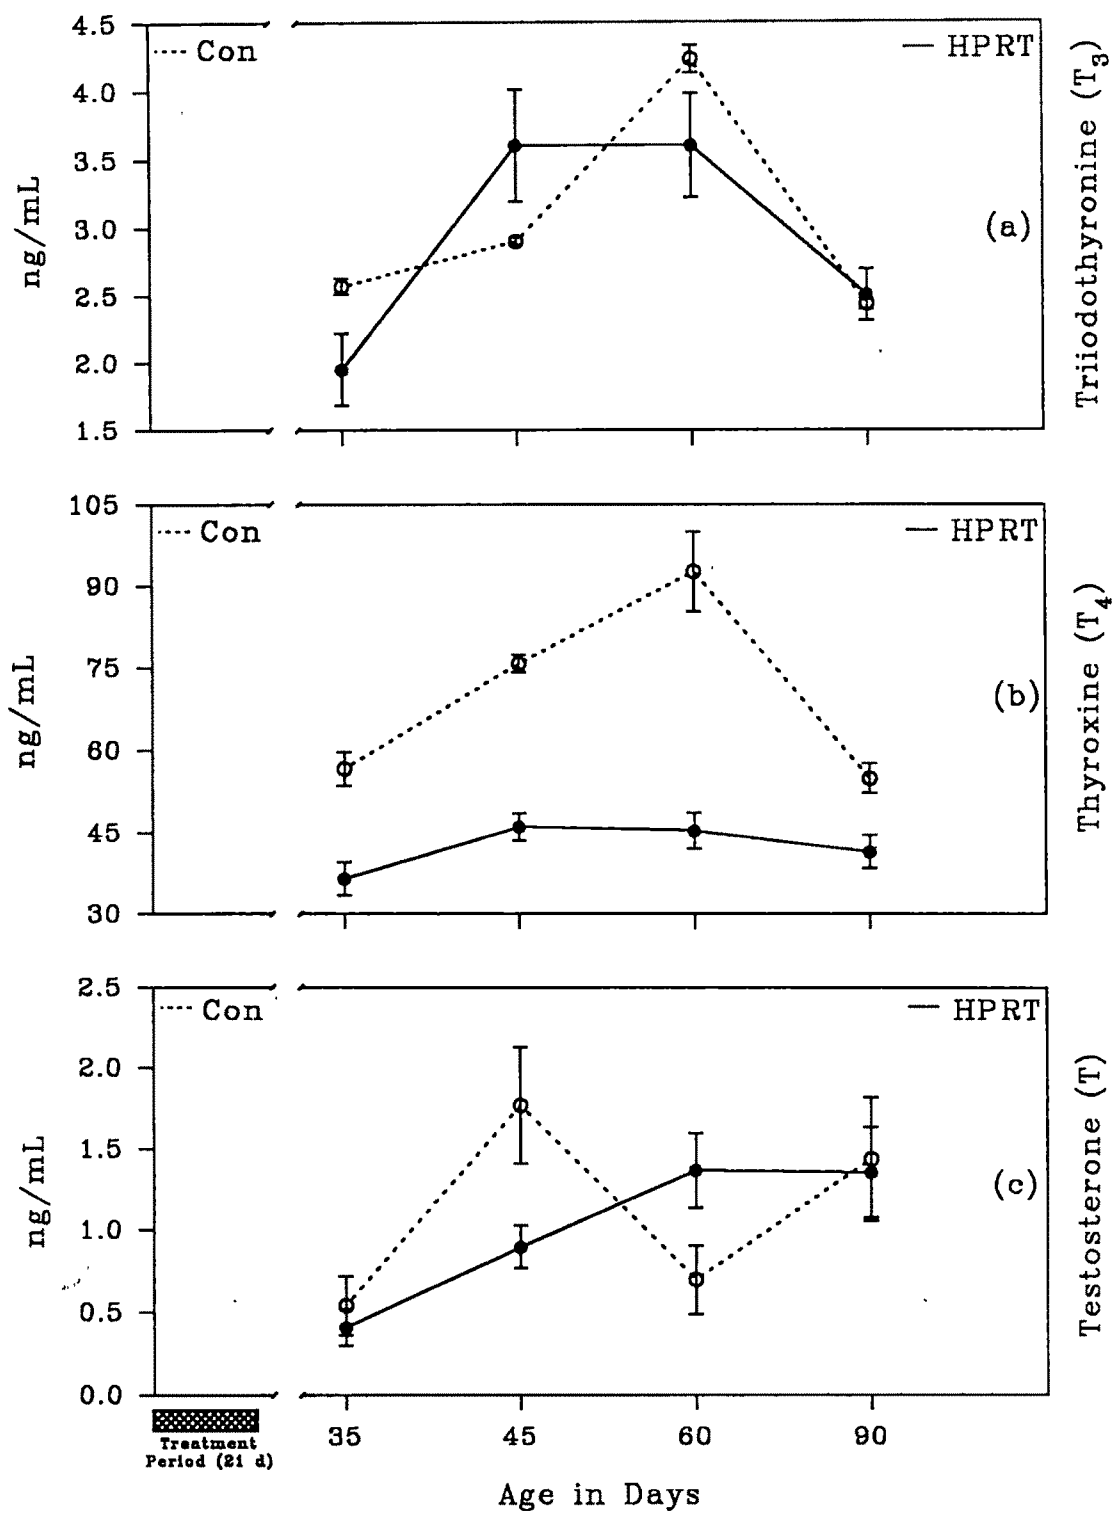 4.5
4.0
3.5
3.0
2.5
2.0
1.5
ng/mL
Con
HPRT
(a)
Triiodothyronine (T3)
105
90
75
60
45
30
ng/mL
Con
HPRT
(b)
Thyroxine (T4)
2.5
2.0
1.5
1.0
0.5
0.0
ng/mL
Con
HPRT
(c)
Testosterone (T)
35 45 60 90
Treatment
Period (21 d)
Age in Days